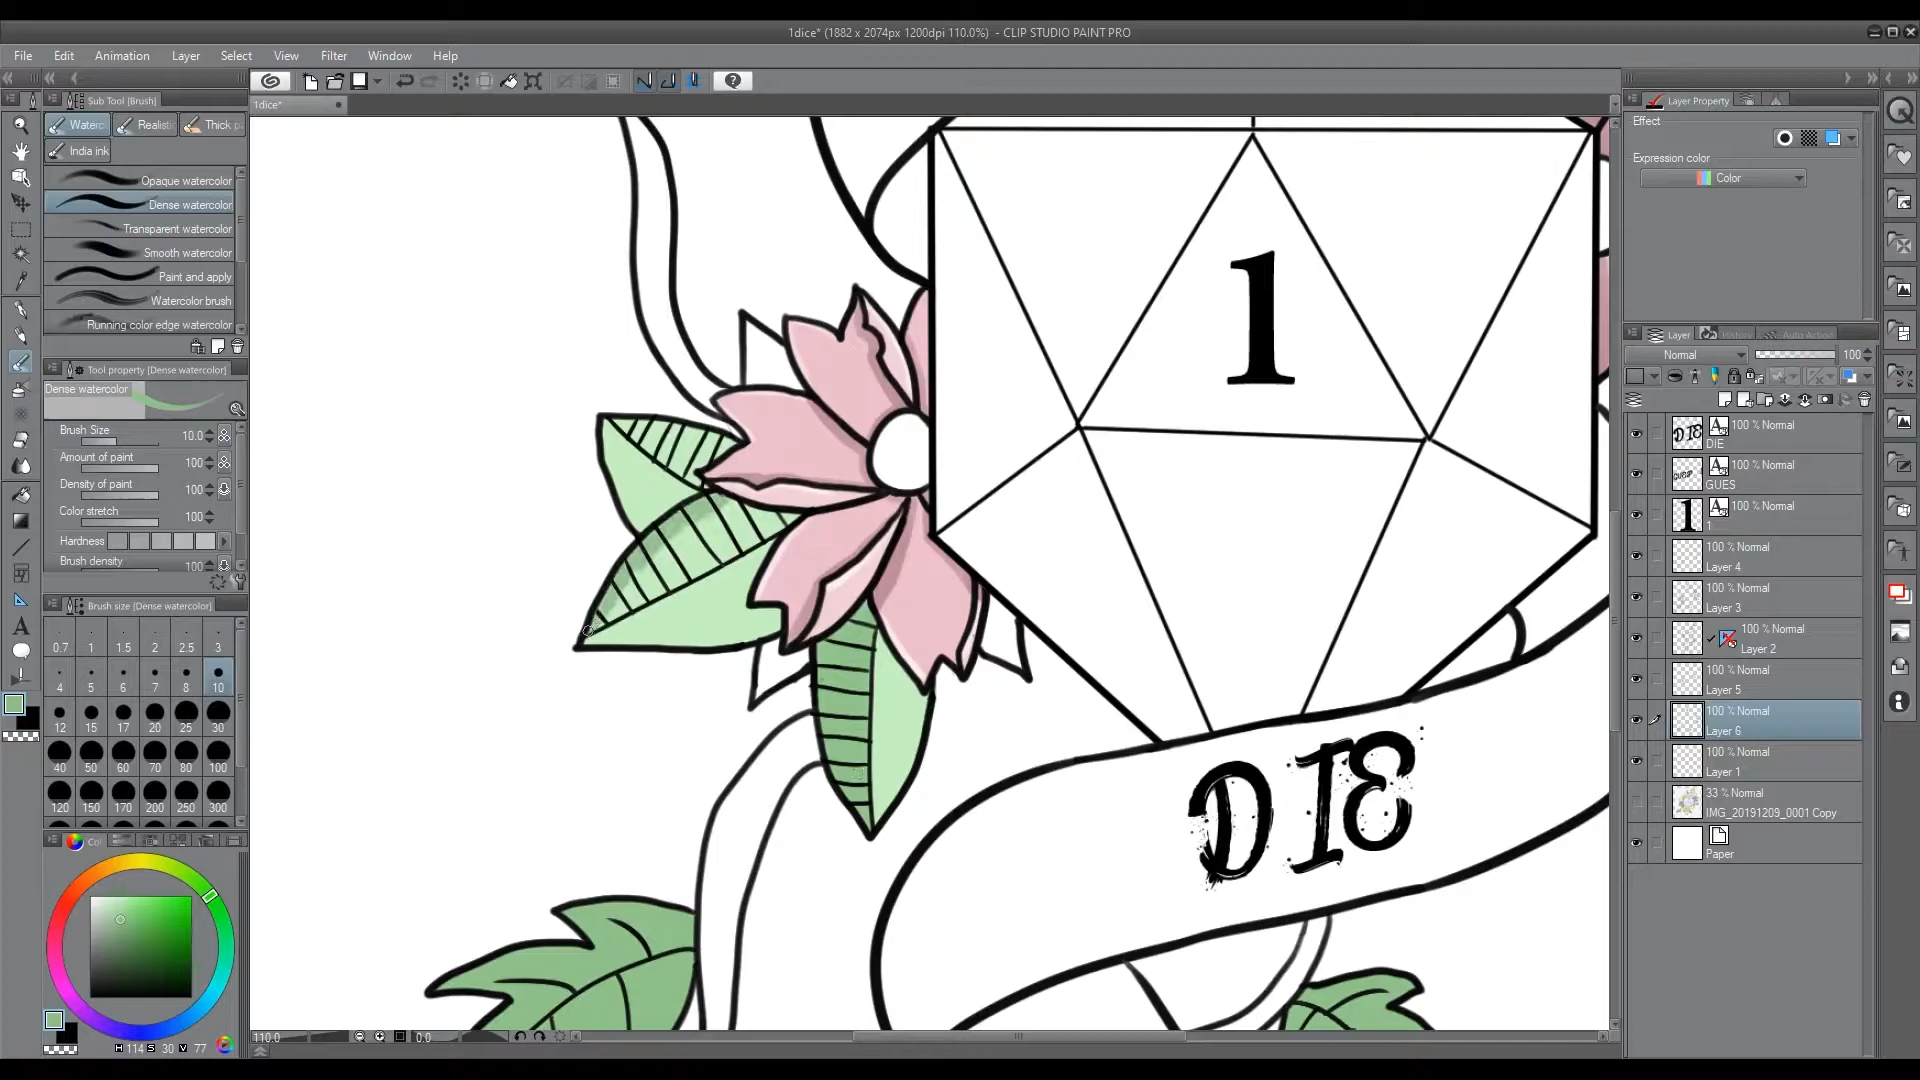 1dice* (1882 x 2074px 1200dpi 110.0%) - CLIP STUDIO PAINT PRO
File Edit Animation Layer Select View Filter Window Help
1dice*
Sub Tool [Brush]
Waterc Realisti Thick p
India ink
Opaque watercolor
Dense watercolor
Transparent watercolor
Smooth watercolor
Paint and apply
Watercolor brush
Running color edge watercolor
Tool property [Dense watercolor]
Dense watercolor
Brush Size 10.0
Amount of paint 100
Density of paint 100
Color stretch 100
Hardness
Brush density 100
Brush size [Dense watercolor]
0.7 1 1.5 2 2.5 3
4 5 6 7 8 10
12 15 17 20 25 30
40 50 60 70 80 100
120 150 170 200 250 300
H 114 S 30 V 77
1
DIE
110.0 0.0
Layer Property
Effect
Expression color
Color
Layer History Auto Action
Normal 100
100 % Normal
DIE
100 % Normal
GUES
100 % Normal
1
100 % Normal
Layer 4
100 % Normal
Layer 3
100 % Normal
Layer 2
100 % Normal
Layer 5
100 % Normal
Layer 6
100 % Normal
Layer 1
33 % Normal
IMG_20191209_0001 Copy
Paper